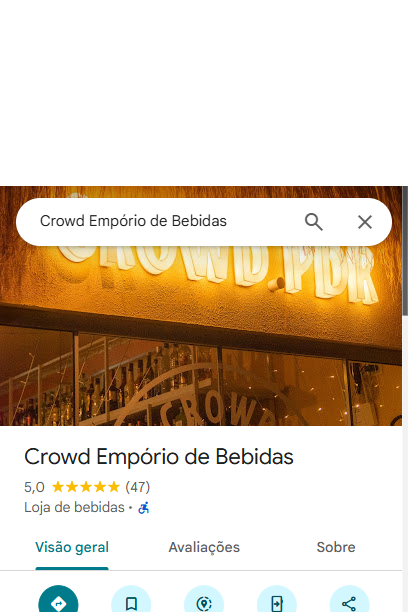 Crowd Empório de Bebidas
CROWD.PDR
CROWD
Crowd Empório de Bebidas
5,0 (47)
Loja de bebidas ·
Visão geral Avaliações Sobre